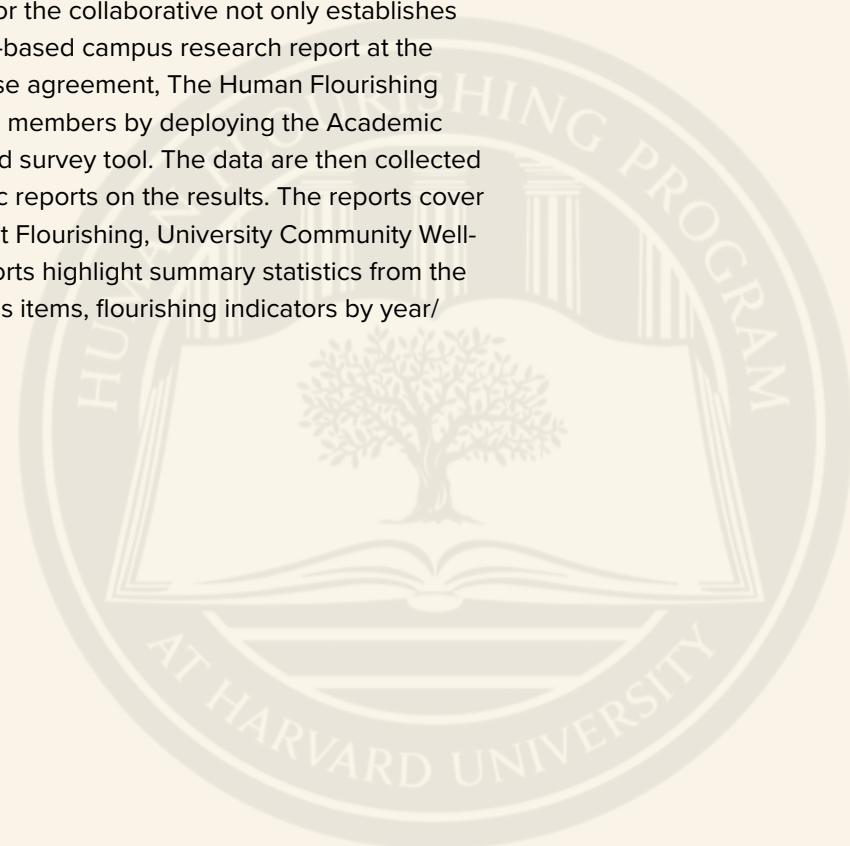 or the collaborative not only establishes
-based campus research report at the
se agreement, The Human Flourishing
members by deploying the Academic
d survey tool. The data are then collected
c reports on the results. The reports cover
t Flourishing, University Community Well-
orts highlight summary statistics from the
s items, flourishing indicators by year/
HUMAN FLOURISHING PROGRAM
AT HARVARD UNIVERSITY